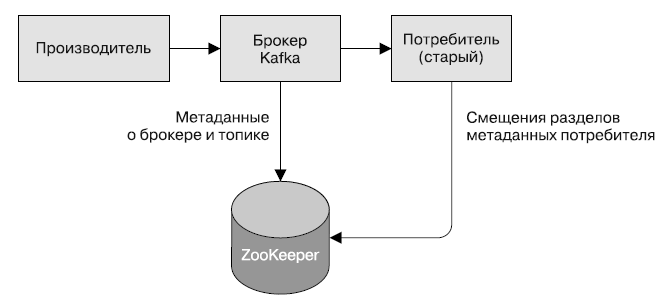 Производитель
Брокер
Kafka
Потребитель
(старый)
Метаданные
о брокере и топике
Смещения разделов
метаданных потребителя
ZooKeeper